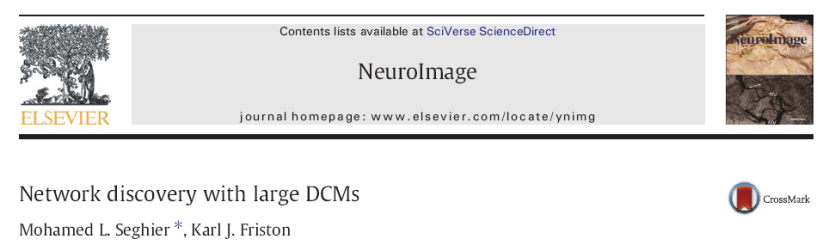 Contents lists available at SciVerse ScienceDirect
NeuroImage
journal homepage: www.elsevier.com/locate/ynimg
ELSEVIER
NeuroImage
Network discovery with large DCMs
CrossMark
Mohamed L. Seghier *, Karl J. Friston